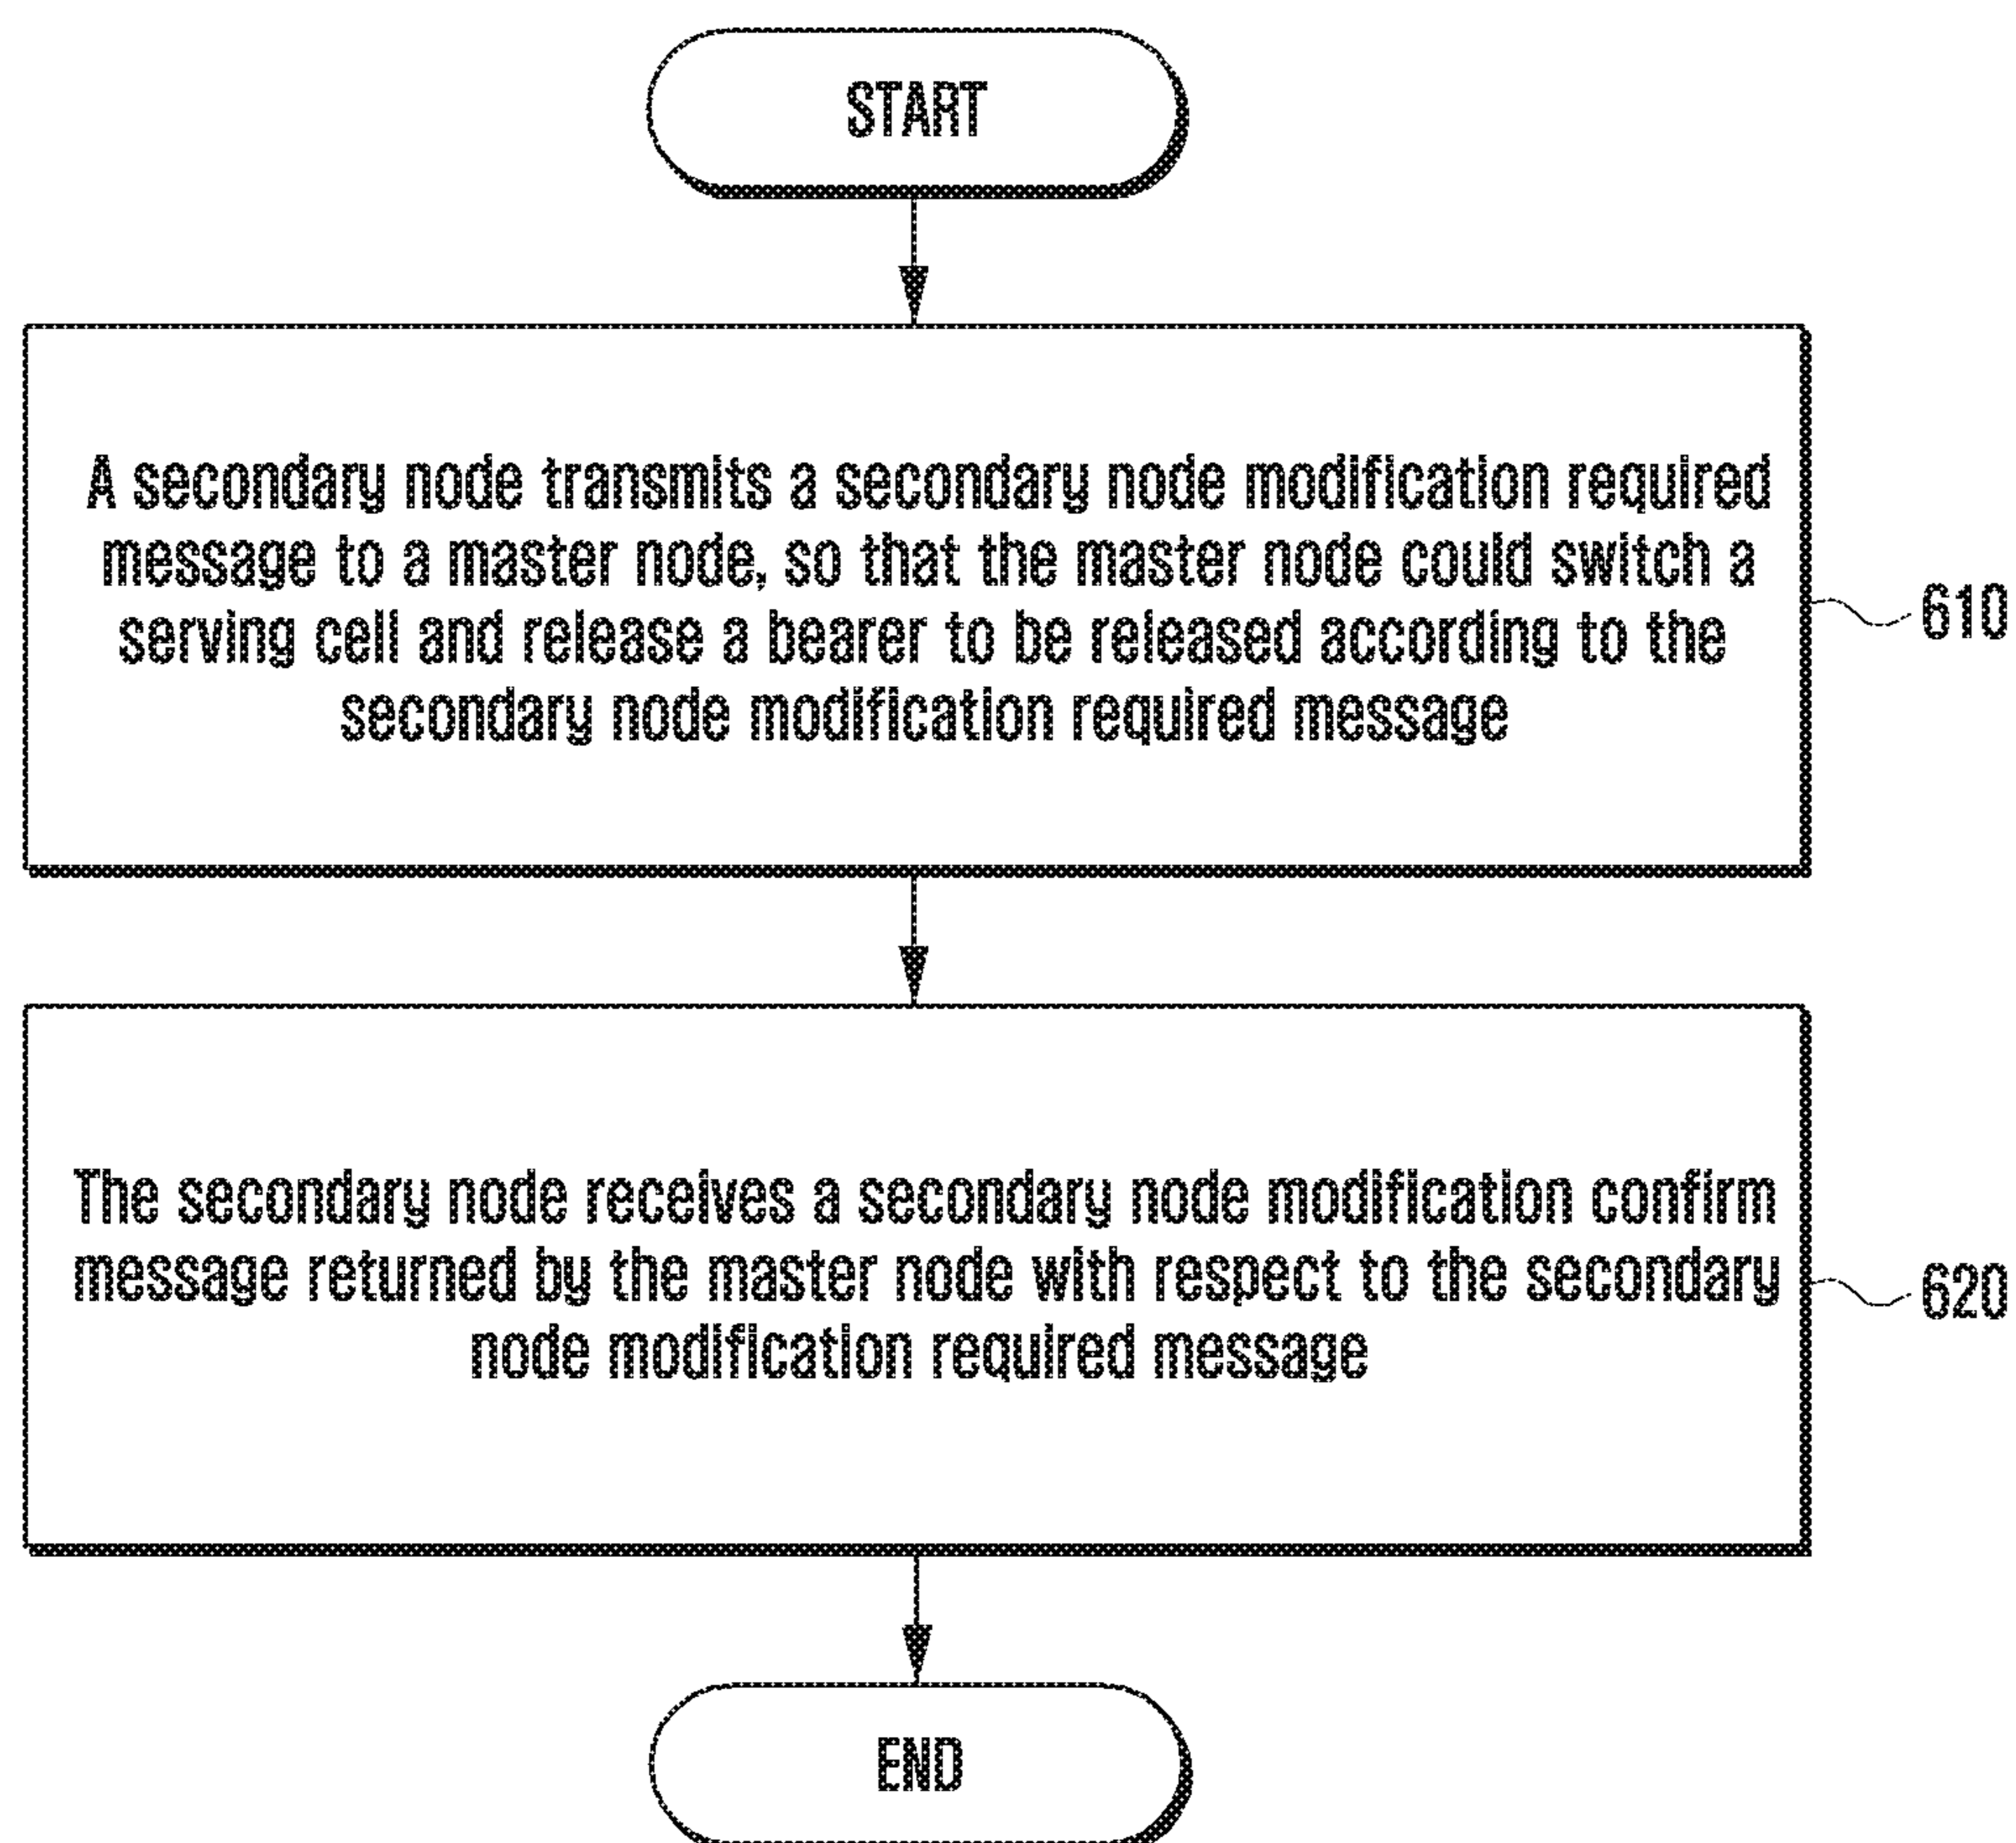 START
A secondary node transmits a secondary node modification required
message to a master node, so that the master node could switch a
serving cell and release a bearer to be released according to the
secondary node modification required message
610
The secondary node receives a secondary node modification confirm
message returned by the master node with respect to the secondary
node modification required message
620
END